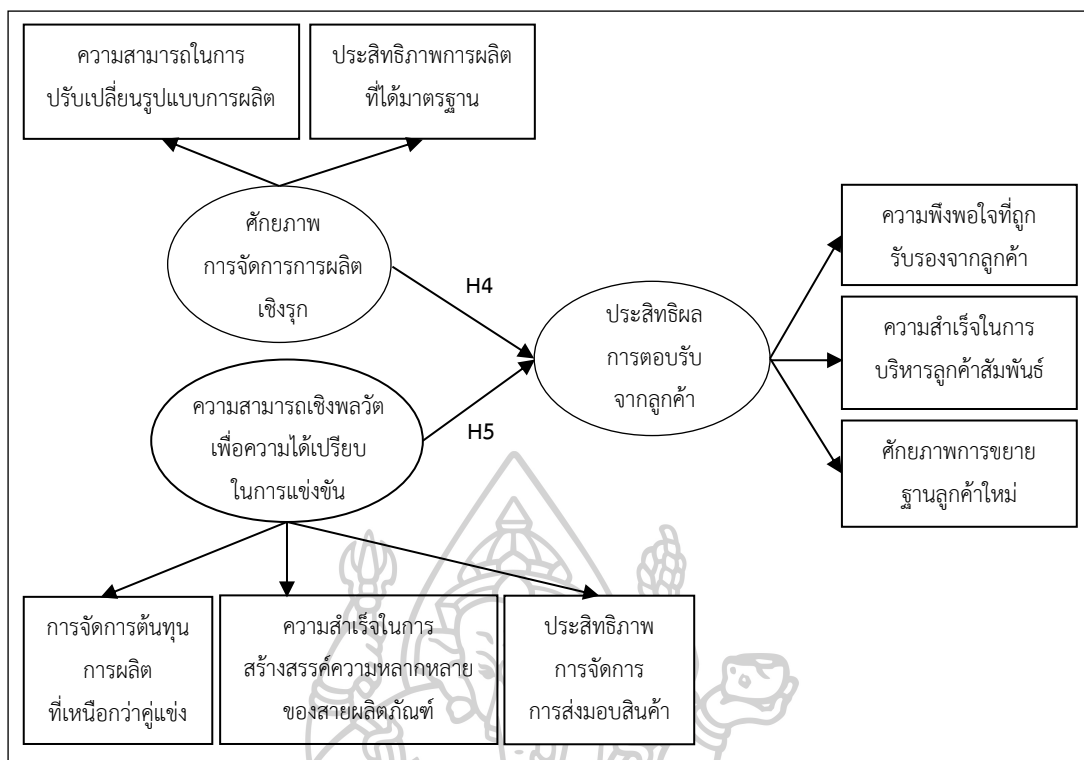 ความสามารถในการ
ปรับเปลี่ยนรูปแบบการผลิต
ประสิทธิภาพการผลิต
ที่ได้มาตรฐาน
ศักยภาพ
การจัดการการผลิต
เชิงรุก
H4
ความพึงพอใจที่ถูก
รับรองจากลูกค้า
ประสิทธิผล
การตอบรับ
จากลูกค้า
ความสำเร็จในการ
บริหารลูกค้าสัมพันธ์
ความสามารถเชิงพลวัต
เพื่อความได้เปรียบ
ในการแข่งขัน
H5
ศักยภาพการขยาย
ฐานลูกค้าใหม่
การจัดการต้นทุน
การผลิต
ที่เหนือกว่าคู่แข่ง
ความสำเร็จในการ
สร้างสรรค์ความหลากหลาย
ของสายผลิตภัณฑ์
ประสิทธิภาพ
การจัดการ
การส่งมอบสินค้า